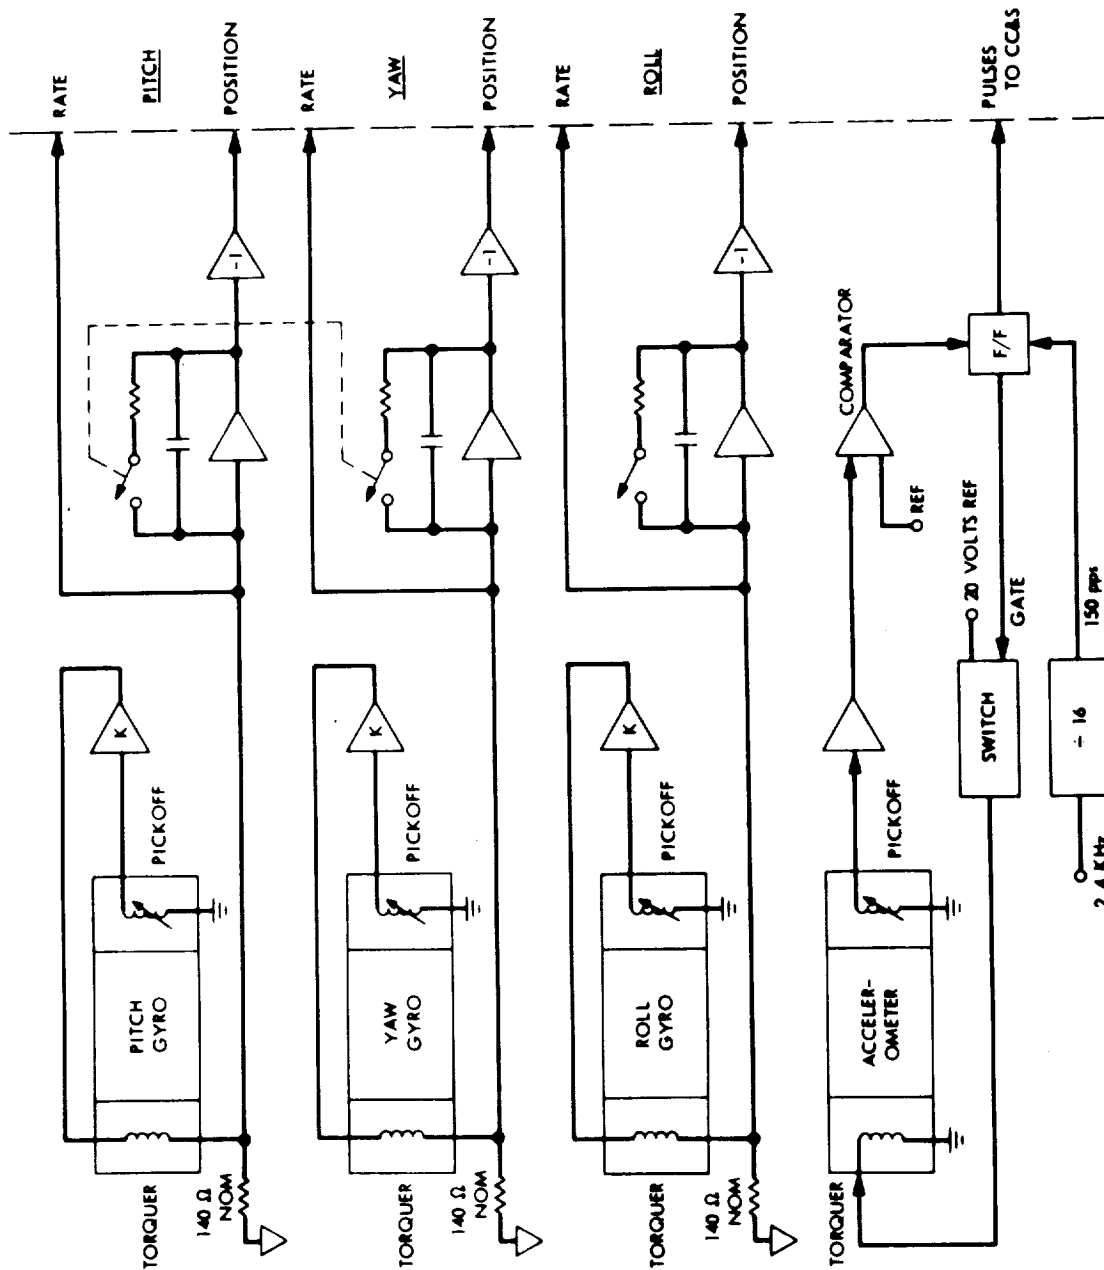 RATE
PITCH
GYRO
K
PICKOFF
PITCH
TORQUER
140 Ω
NOM
-1
POSITION
RATE
YAW
GYRO
K
PICKOFF
YAW
TORQUER
140 Ω
NOM
-1
POSITION
RATE
ROLL
GYRO
K
PICKOFF
ROLL
TORQUER
140 Ω
NOM
-1
POSITION
TORQUER
ACCELER-
OMETER
PICKOFF
COMPARATOR
REF
20 VOLTS REF
SWITCH
GATE
F/F
PULSES
TO CC&S
÷ 16
150 pps
2.4 KHz